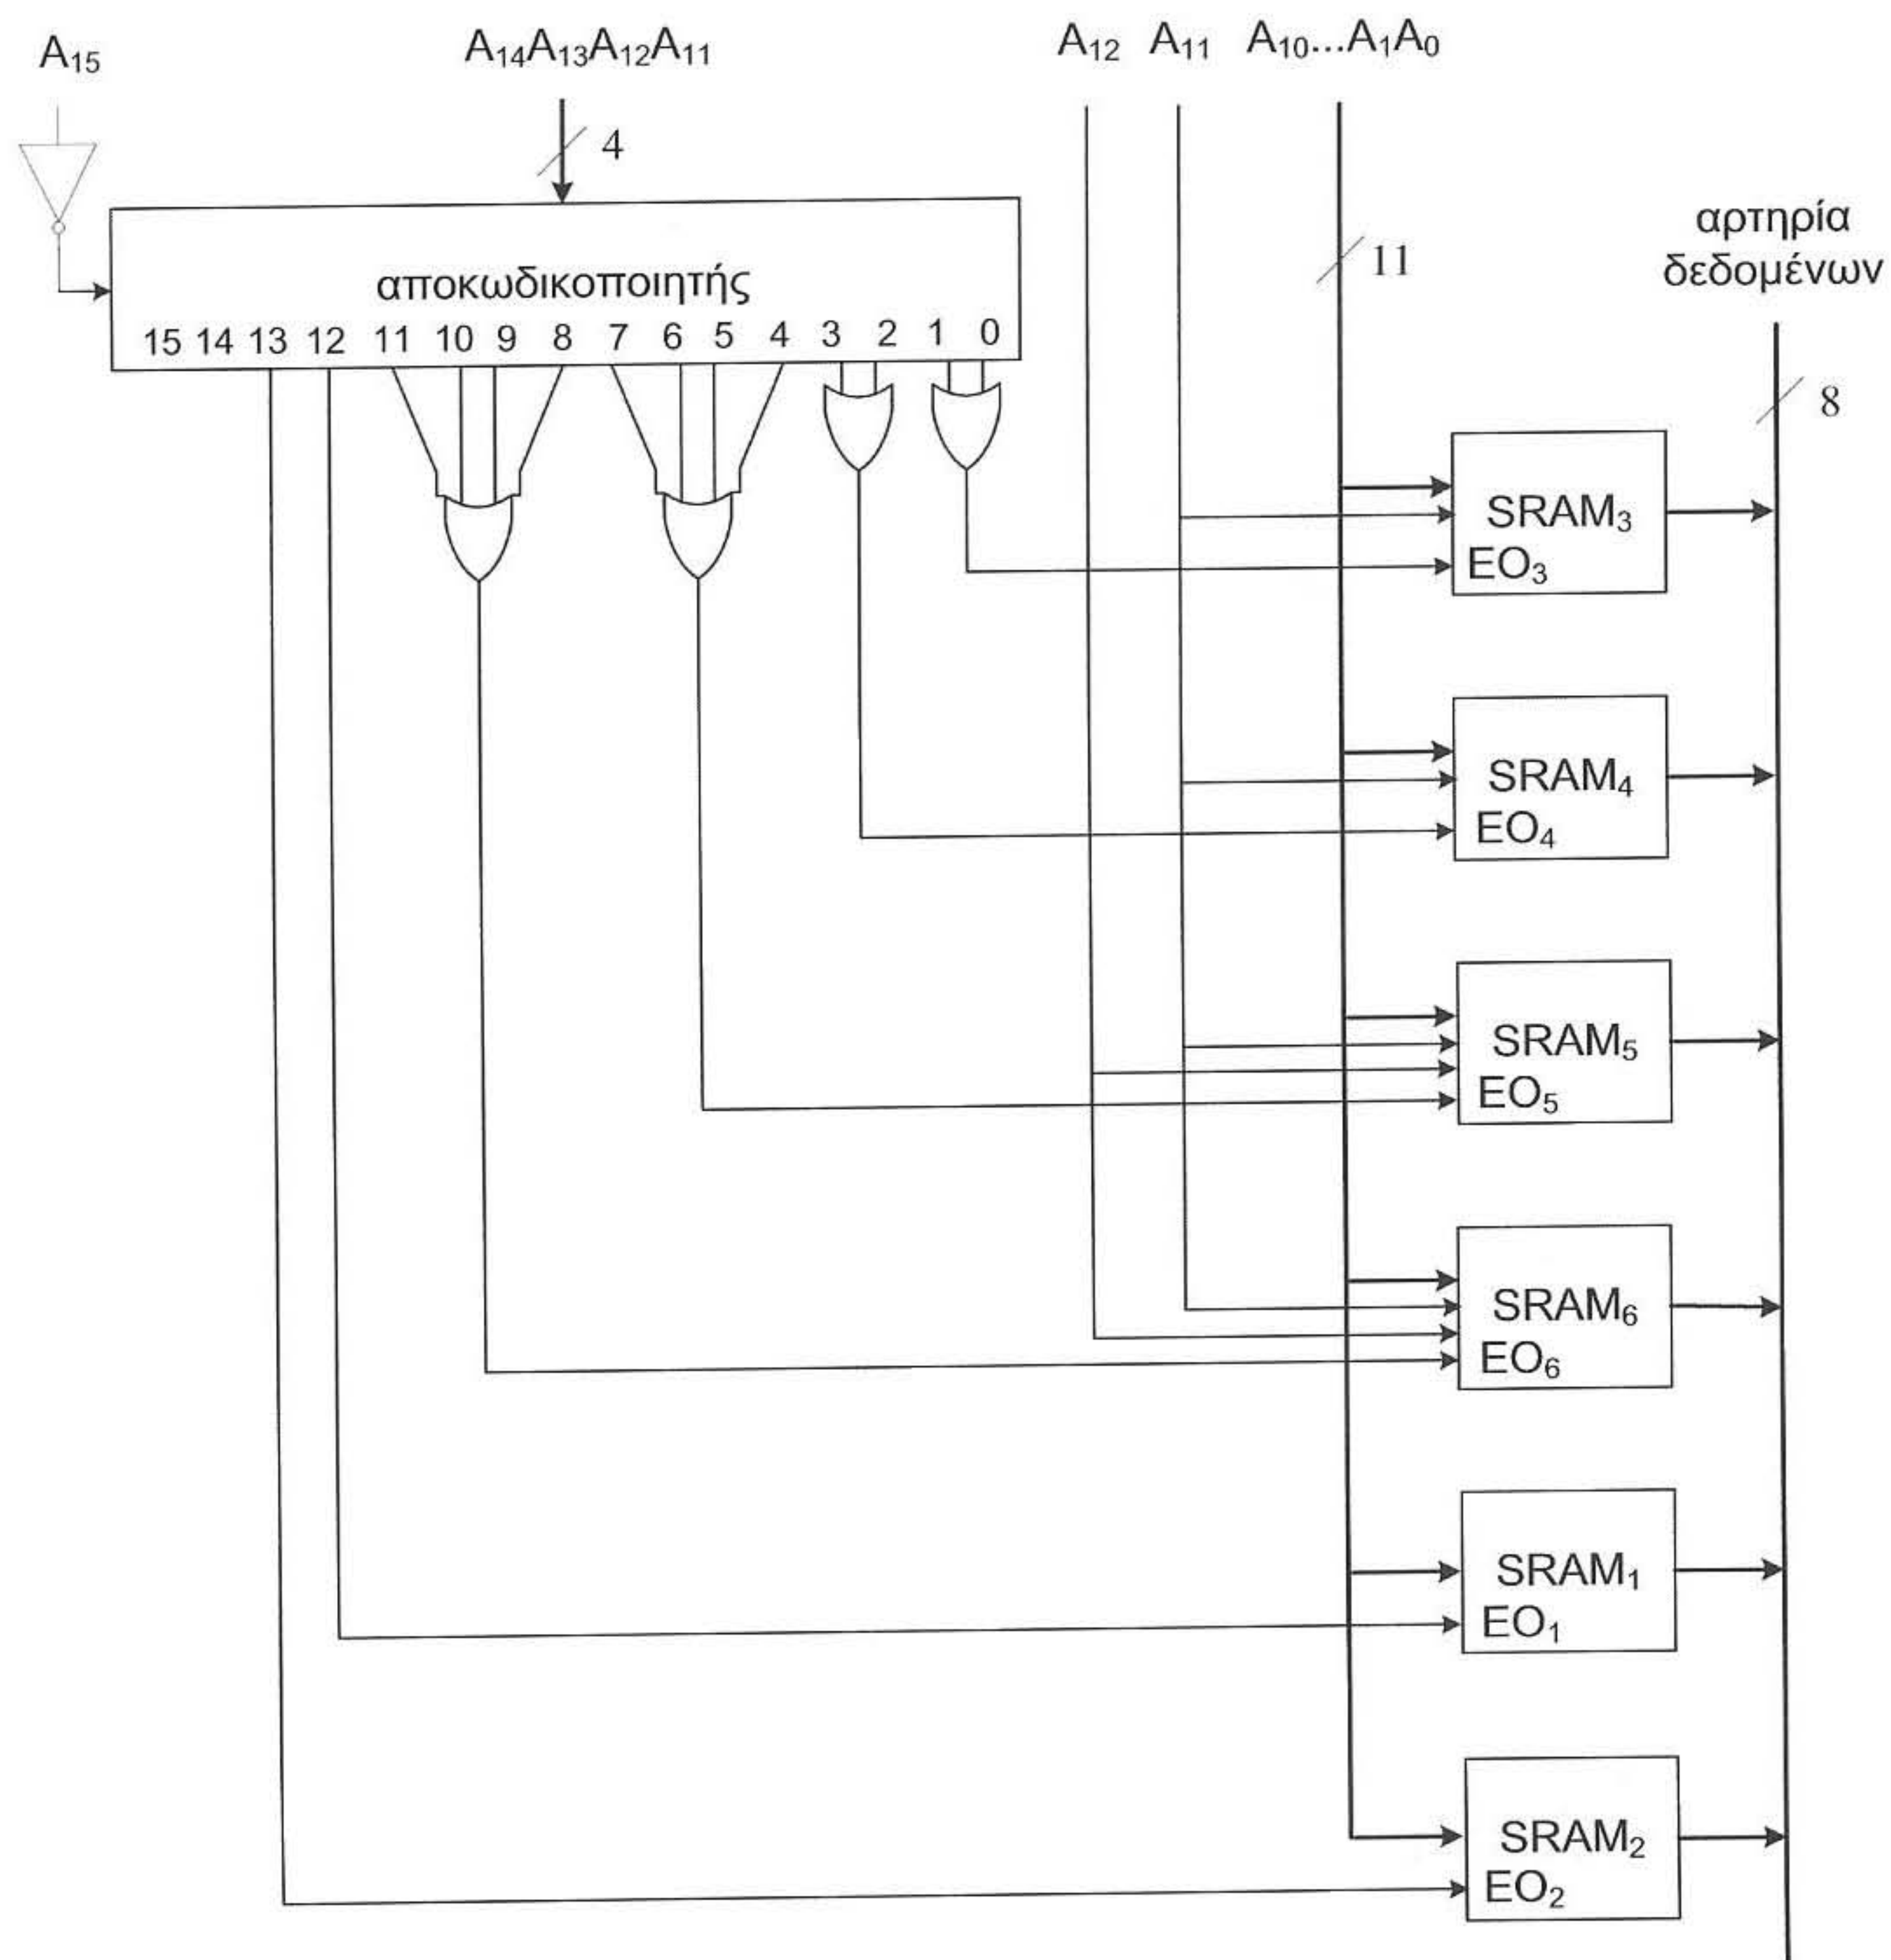 A₁₅
A₁₄A₁₃A₁₂A₁₁
A₁₂ A₁₁ A₁₀...A₁A₀
4
11
αρτηρία
δεδομένων
8
αποκωδικοποιητής
15 14 13 12 11 10 9 8 7 6 5 4 3 2 1 0
SRAM₃
EO₃
SRAM₄
EO₄
SRAM₅
EO₅
SRAM₆
EO₆
SRAM₁
EO₁
SRAM₂
EO₂